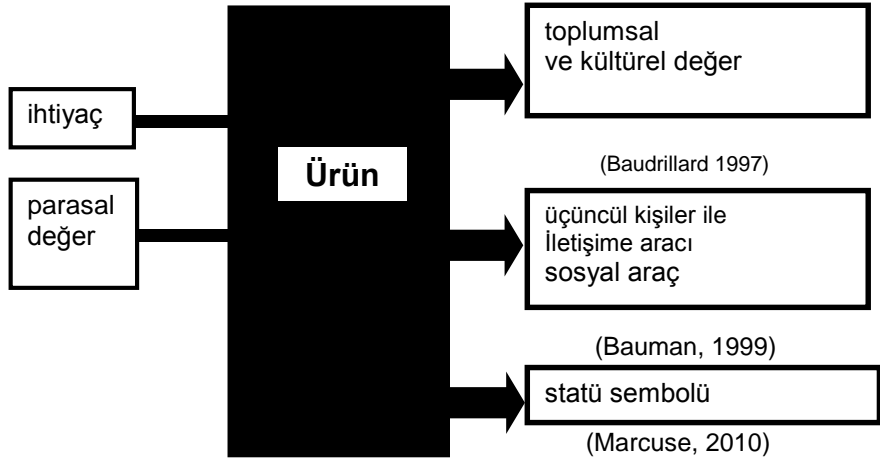 ihtiyaç
parasal
değer
Ürün
toplumsal
ve kültürel değer
(Baudrillard 1997)
üçüncül kişiler ile
İletişime aracı
sosyal araç
(Bauman, 1999)
statü sembolü
(Marcuse, 2010)